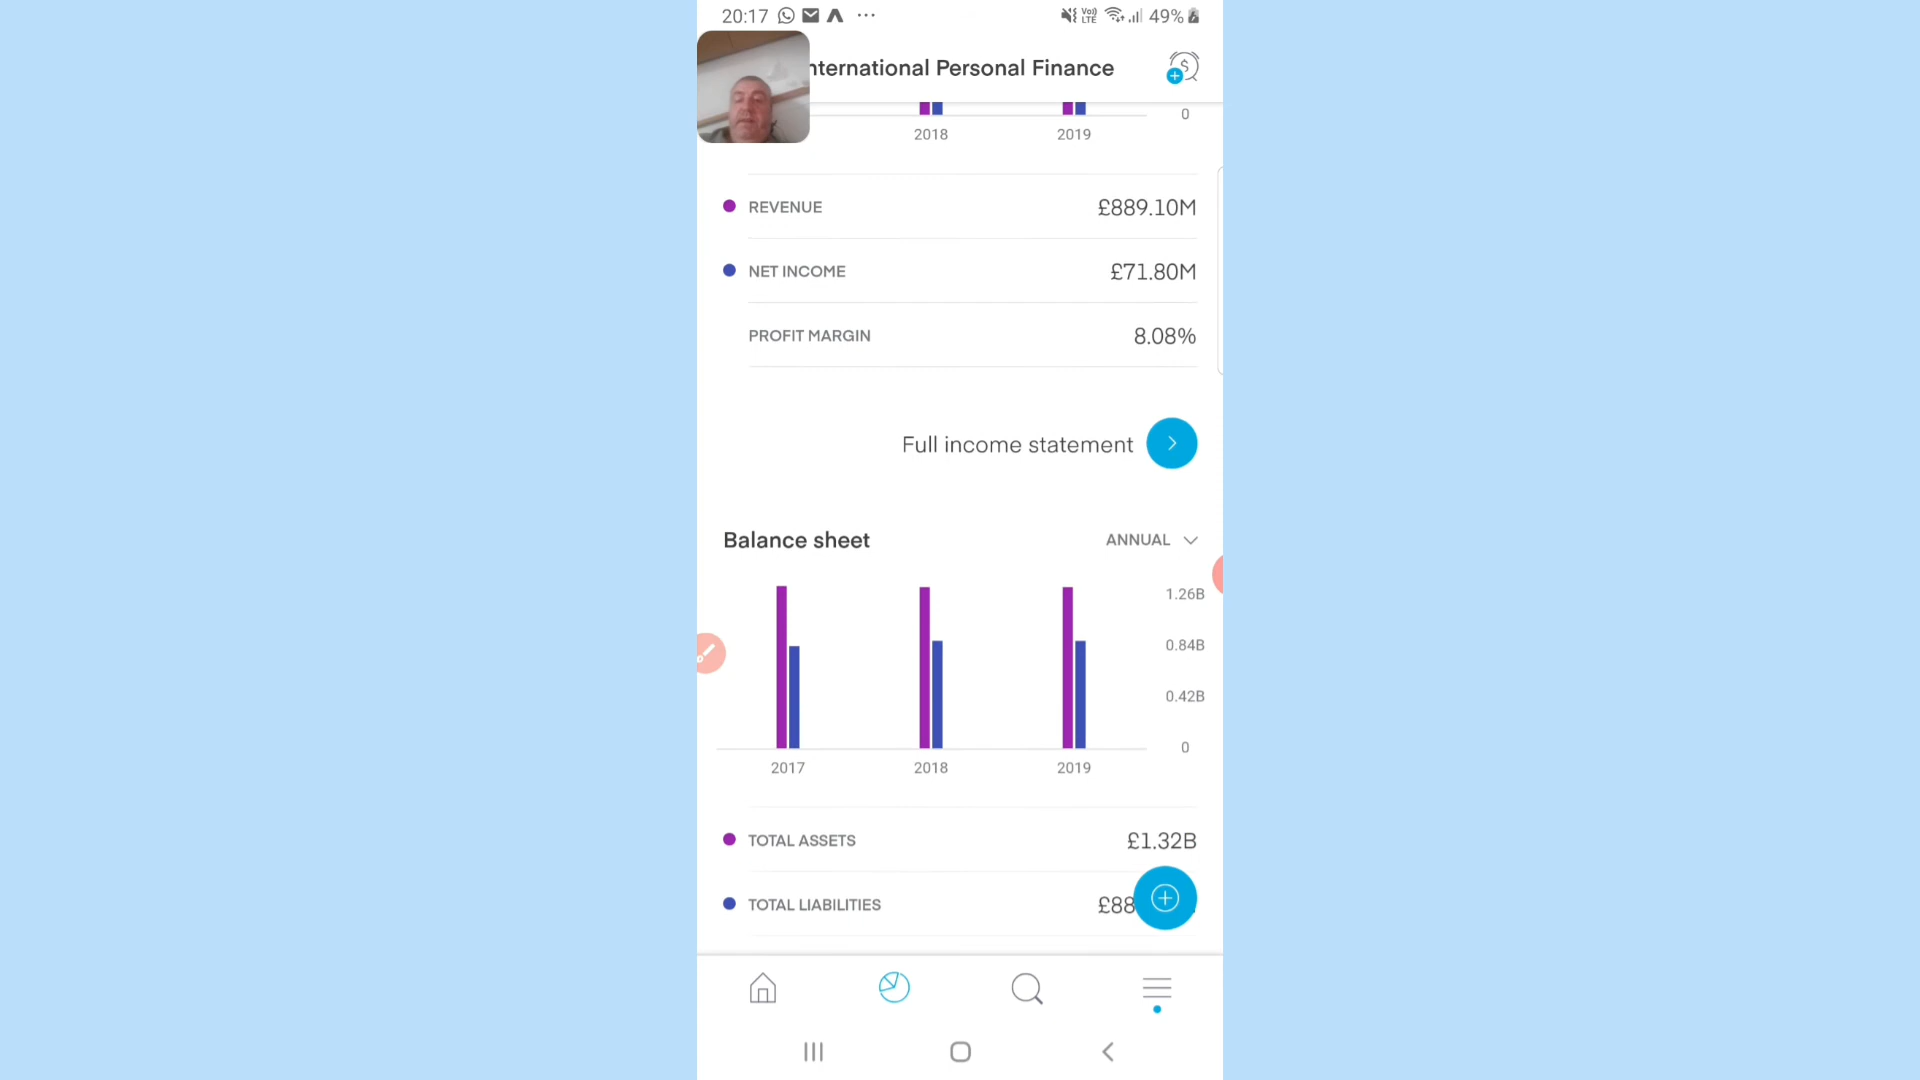 20:17 ... Vo)) LTE 49%
nternational Personal Finance
0
2018 2019
REVENUE £889.10M
NET INCOME £71.80M
PROFIT MARGIN 8.08%
Full income statement
Balance sheet ANNUAL
1.26B
0.84B
0.42B
0
2017 2018 2019
TOTAL ASSETS £1.32B
TOTAL LIABILITIES £88